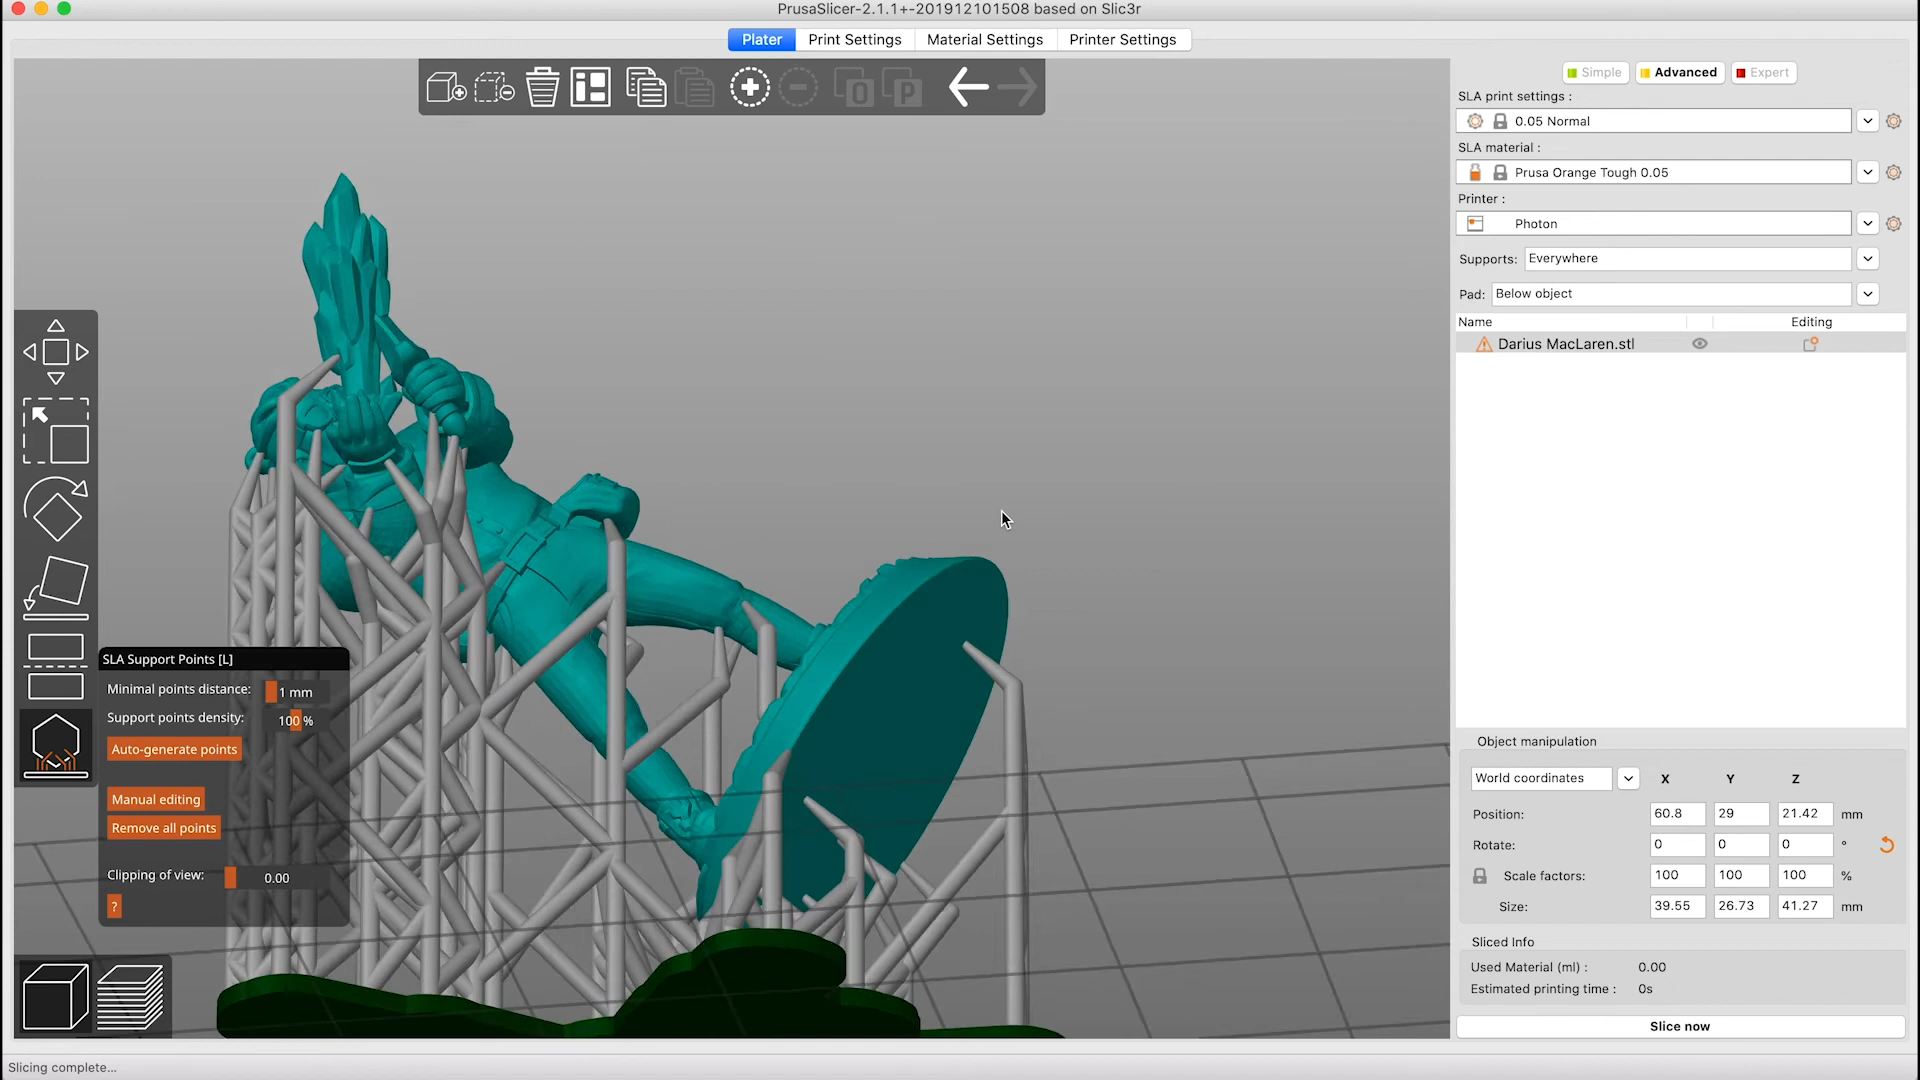 PrusaSlicer-2.1.1+-201912101508 based on Slic3r
Plater
Print Settings
Material Settings
Printer Settings
Simple
Advanced
Expert
SLA print settings :
0.05 Normal
SLA material :
Prusa Orange Tough 0.05
Printer :
Photon
Supports: Everywhere
Pad: Below object
Name Editing
Darius MacLaren.stl
SLA Support Points [L]
Minimal points distance: 1 mm
Support points density: 100 %
Auto-generate points
Manual editing
Remove all points
Clipping of view: 0.00
?
Object manipulation
World coordinates X Y Z
Position: 60.8 29 21.42 mm
Rotate: 0 0 0 °
Scale factors: 100 100 100 %
Size: 39.55 26.73 41.27 mm
Sliced Info
Used Material (ml) : 0.00
Estimated printing time : 0s
Slice now
Slicing complete...